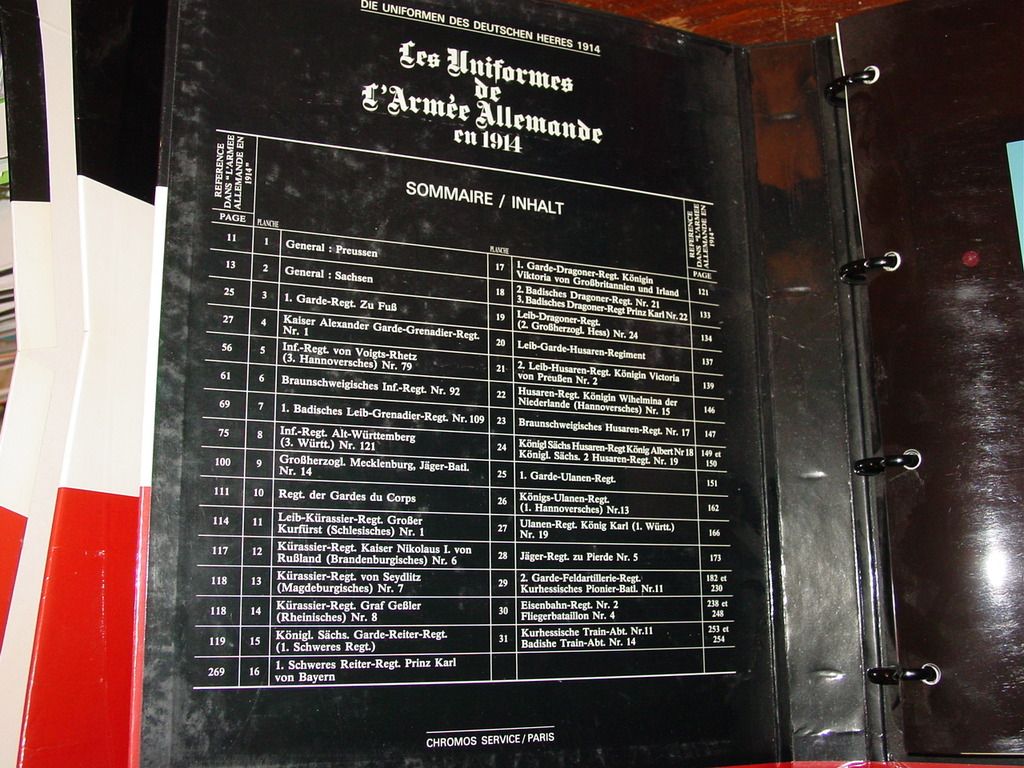 DIE UNIFORMEN DES DEUTSCHEN HEERES 1914
Les Uniformes
de
L'Armée Allemande
en 1914
SOMMAIRE / INHALT
REFERENCE
DANS "L'ARMEE
ALLEMANDE EN
1914"
PAGE
PLANCHE
11 1 General : Preussen
13 2 General : Sachsen
25 3 1. Garde-Regt. Zu Fuß
27 4 Kaiser Alexander Garde-Grenadier-Regt.
Nr. 1
56 5 Inf.-Regt. von Voigts-Rhetz
(3. Hannoversches) Nr. 79
61 6 Braunschweigisches Inf.-Regt. Nr. 92
69 7 1. Badisches Leib-Grenadier-Regt. Nr. 109
75 8 Inf.-Regt. Alt-Württemberg
(3. Württ.) Nr. 121
100 9 Großherzogl. Mecklenburg, Jäger-Batl.
Nr. 14
111 10 Regt. der Gardes du Corps
114 11 Leib-Kürassier-Regt. Großer
Kurfürst (Schlesisches) Nr. 1
117 12 Kürassier-Regt. Kaiser Nikolaus I. von
Rußland (Brandenburgisches) Nr. 6
118 13 Kürassier-Regt. von Seydlitz
(Magdeburgisches) Nr. 7
118 14 Kürassier-Regt. Graf Geßler
(Rheinisches) Nr. 8
119 15 Königl. Sächs. Garde-Reiter-Regt.
(1. Schweres Regt.)
269 16 1. Schweres Reiter-Regt. Prinz Karl
von Bayern
PLANCHE
REFERENCE
DANS "L'ARMEE
ALLEMANDE EN
1914"
PAGE
17 1. Garde-Dragoner-Regt. Königin
Viktoria von Großbritannien und Irland 121
18 2. Badisches Dragoner-Regt. Nr. 21
3. Badisches Dragoner-Regt Prinz Karl Nr. 22 133
19 Leib-Dragoner-Regt.
(2. Großherzogl. Hess) Nr. 24 134
20 Leib-Garde-Husaren-Regiment 137
21 2. Leib-Husaren-Regt. Königin Victoria
von Preußen Nr. 2 139
22 Husaren-Regt. Königin Wihelmina der
Niederlande (Hannoversches) Nr. 15 146
23 Braunschweigisches Husaren-Regt. Nr. 17 147
24 Königl Sächs Husaren-Regt König Albert Nr 18 149 et
Königl. Sächs. 2 Husaren-Regt. Nr. 19 150
25 1. Garde-Ulanen-Regt. 151
26 Königs-Ulanen-Regt.
(1. Hannoversches) Nr.13 162
27 Ulanen-Regt. König Karl (1. Württ.)
Nr. 19 166
28 Jäger-Regt. zu Pierde Nr. 5 173
29 2. Garde-Feldartillerie-Regt. 182 et
Kurhessisches Pionier-Batl. Nr.11 230
30 Eisenbahn-Regt. Nr. 2 238 et
Fliegerbataillon Nr. 4 248
31 Kurhessische Train-Abt. Nr.11 253 et
Badishe Train-Abt. Nr. 14 254
CHROMOS SERVICE / PARIS